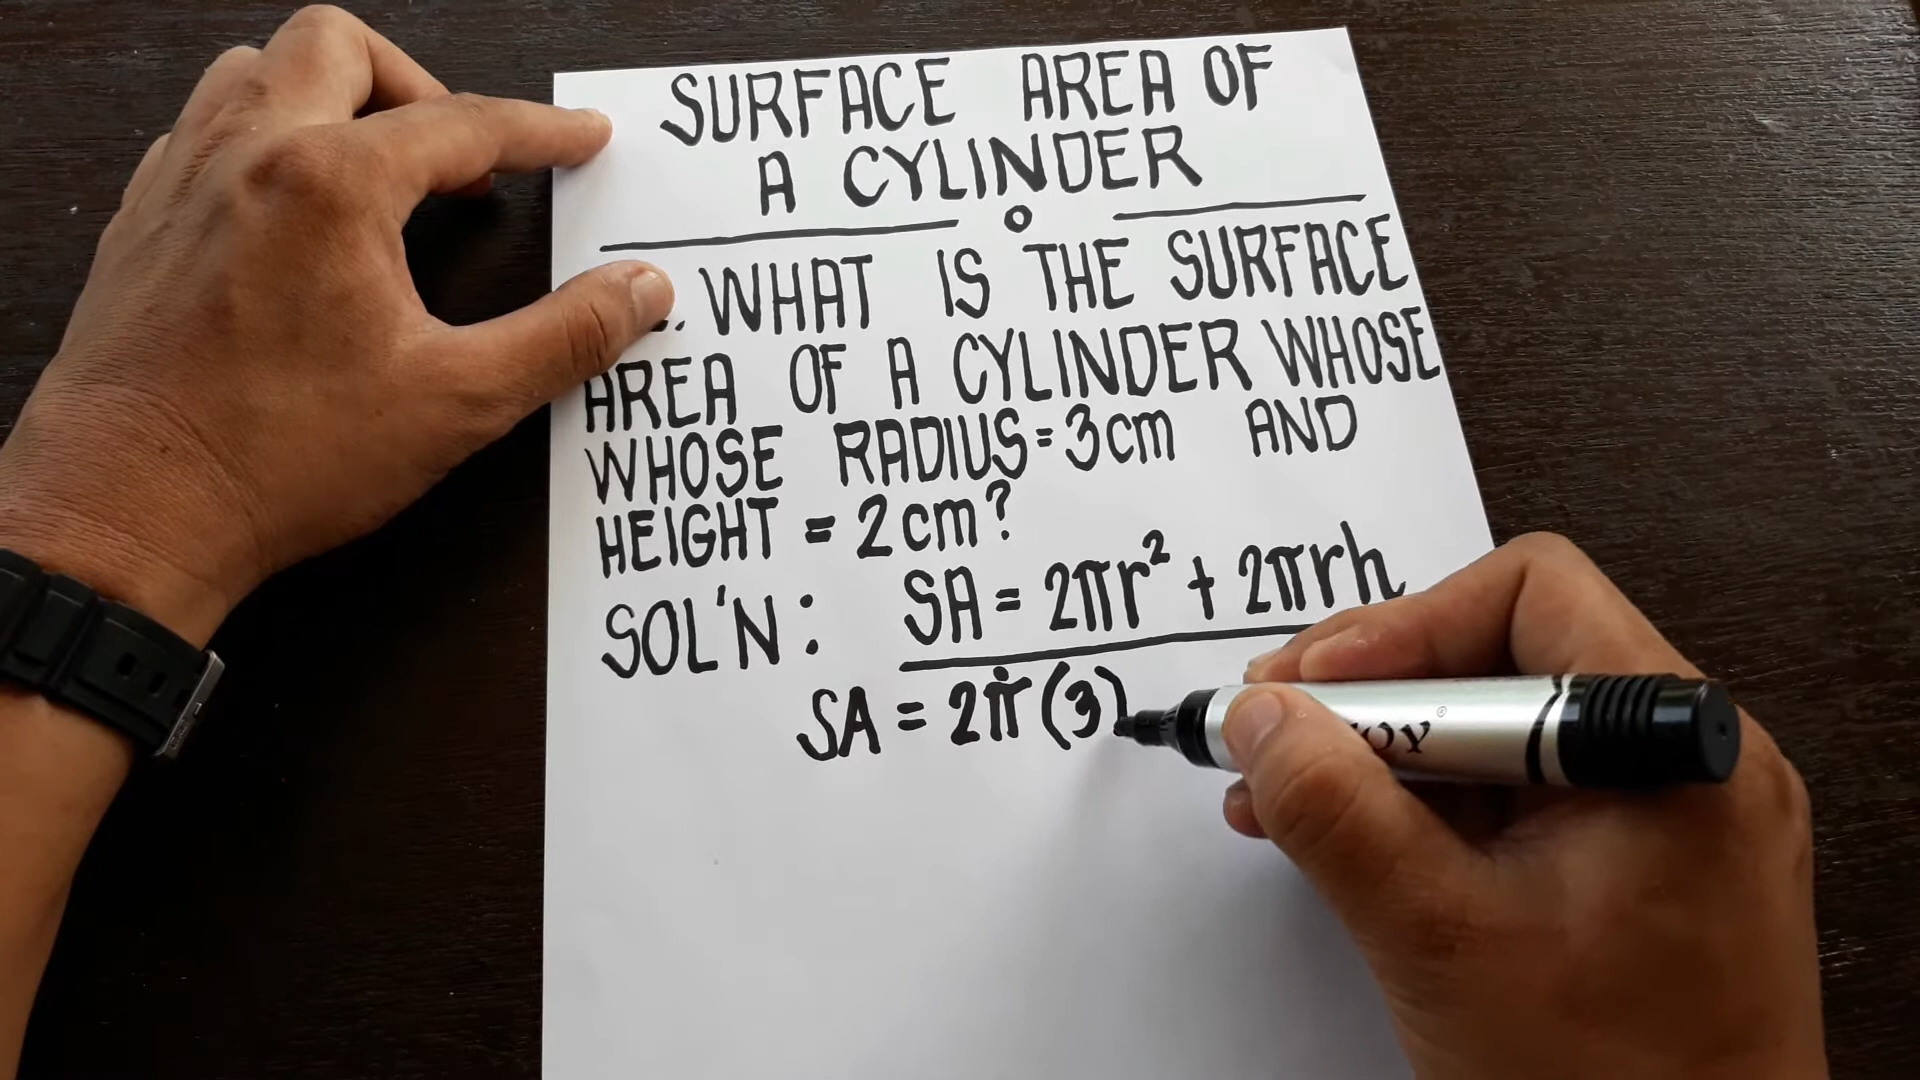 SURFACE AREA OF
A CYLINDER
WHAT IS THE SURFACE
AREA OF A CYLINDER WHOSE
WHOSE RADIUS=3cm AND
HEIGHT = 2cm?
SOL'N: SA = 2πr² + 2πrh
SA = 2π(3)